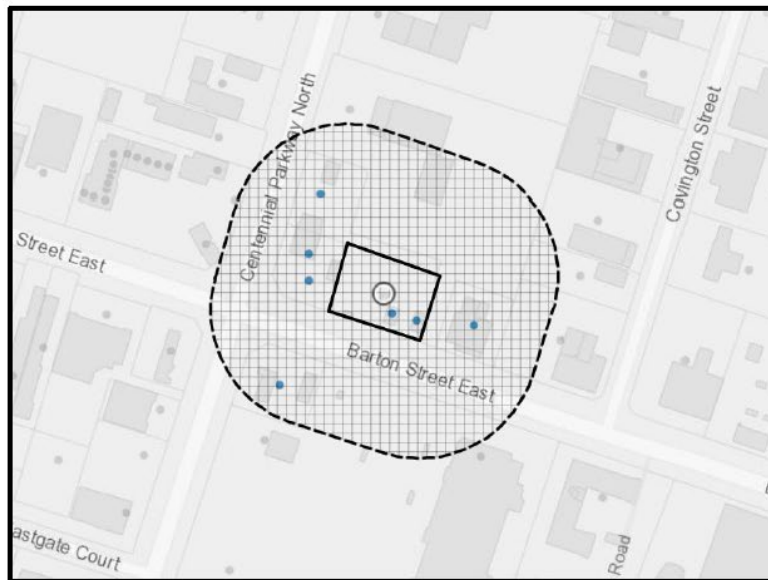 Centennial Parkway North
Covington Street
Street East
Barton Street East
astgate Court
Road